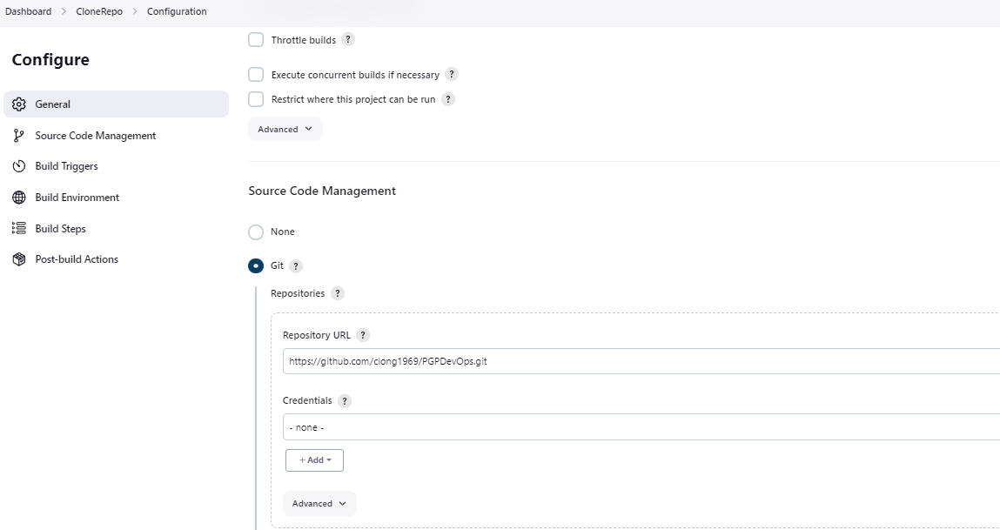 Dashboard > CloneRepo > Configuration
Configure
General
Source Code Management
Build Triggers
Build Environment
Build Steps
Post-build Actions
Throttle builds ?
Execute concurrent builds if necessary ?
Restrict where this project can be run ?
Advanced
Source Code Management
None
Git ?
Repositories ?
Repository URL ?
https://github.com/clong1969/PGPDevOps.git
Credentials ?
- none -
+ Add
Advanced